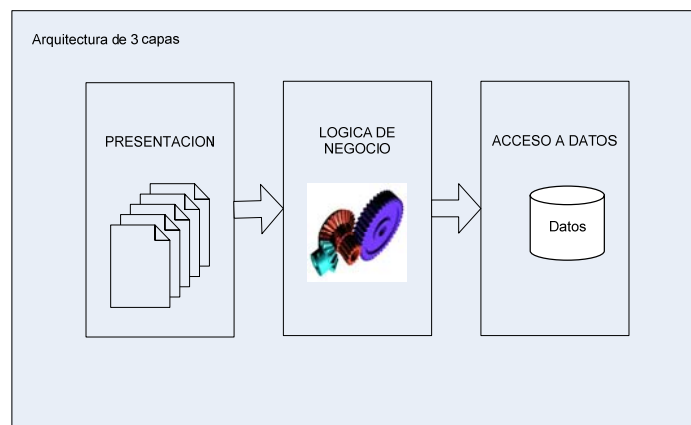 Arquitectura de 3 capas
PRESENTACION
LOGICA DE
NEGOCIO
ACCESO A DATOS
Datos